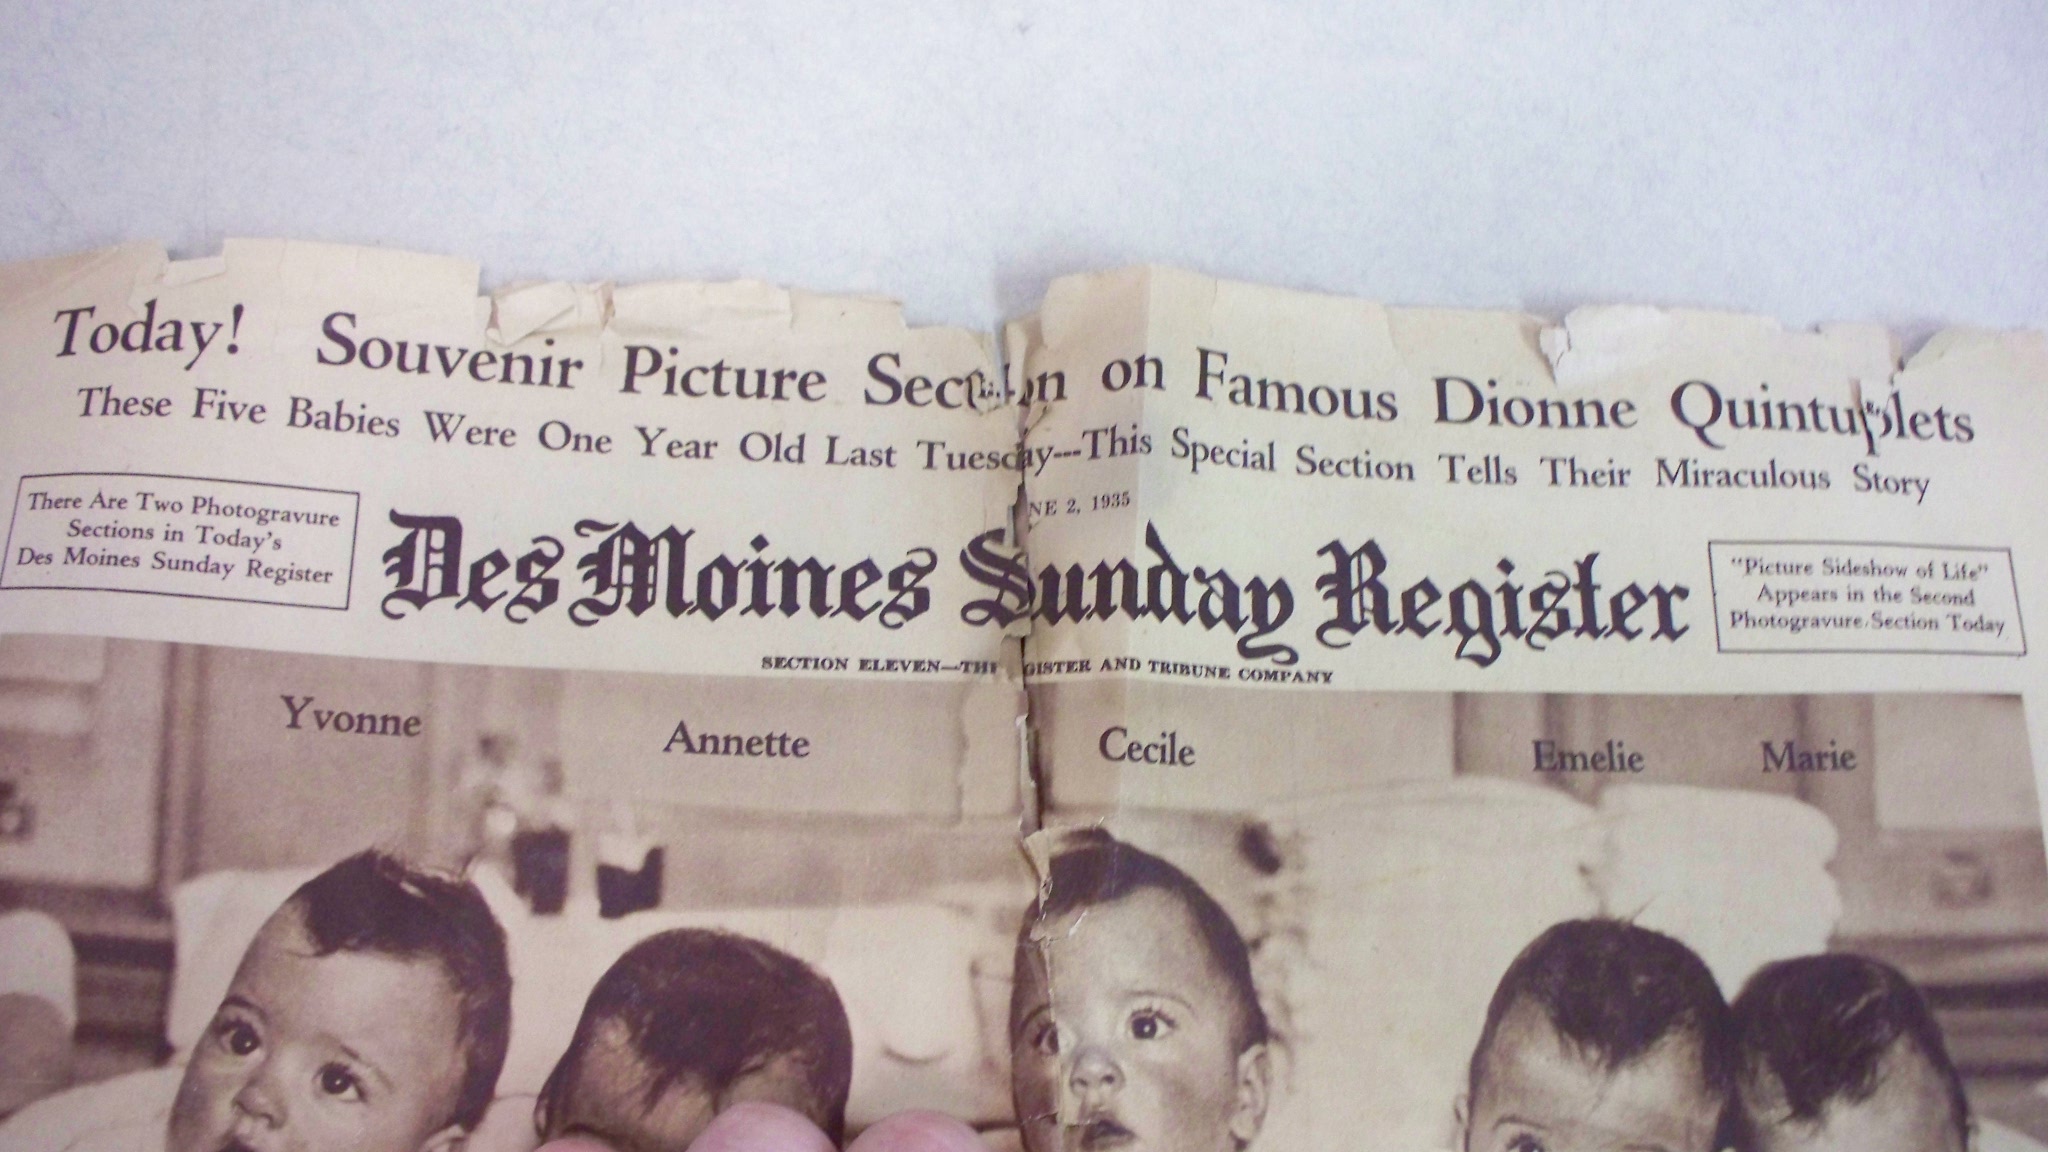 Today! Souvenir Picture Section on Famous Dionne Quintuplets
These Five Babies Were One Year Old Last Tuesday---This Special Section Tells Their Miraculous Story
There Are Two Photogravure
Sections in Today's
Des Moines Sunday Register
NE 2, 1935
Des Moines Sunday Register
"Picture Sideshow of Life"
Appears in the Second
Photogravure Section Today
SECTION ELEVEN—THE GISTER AND TRIBUNE COMPANY
Yvonne
Annette
Cecile
Emelie
Marie